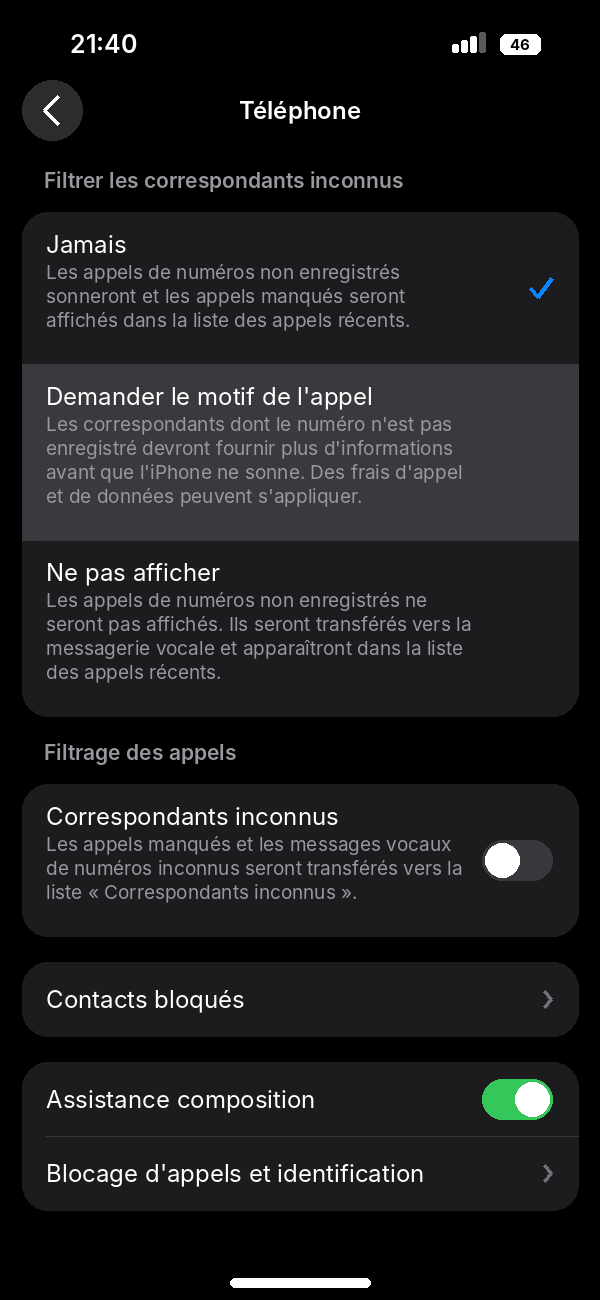 21:40
46
Téléphone
Filtrer les correspondants inconnus
Jamais
Les appels de numéros non enregistrés
sonneront et les appels manqués seront
affichés dans la liste des appels récents.
Demander le motif de l'appel
Les correspondants dont le numéro n'est pas
enregistré devront fournir plus d'informations
avant que l'iPhone ne sonne. Des frais d'appel
et de données peuvent s'appliquer.
Ne pas afficher
Les appels de numéros non enregistrés ne
seront pas affichés. Ils seront transférés vers la
messagerie vocale et apparaîtront dans la liste
des appels récents.
Filtrage des appels
Correspondants inconnus
Les appels manqués et les messages vocaux
de numéros inconnus seront transférés vers la
liste « Correspondants inconnus ».
Contacts bloqués
Assistance composition
Blocage d'appels et identification